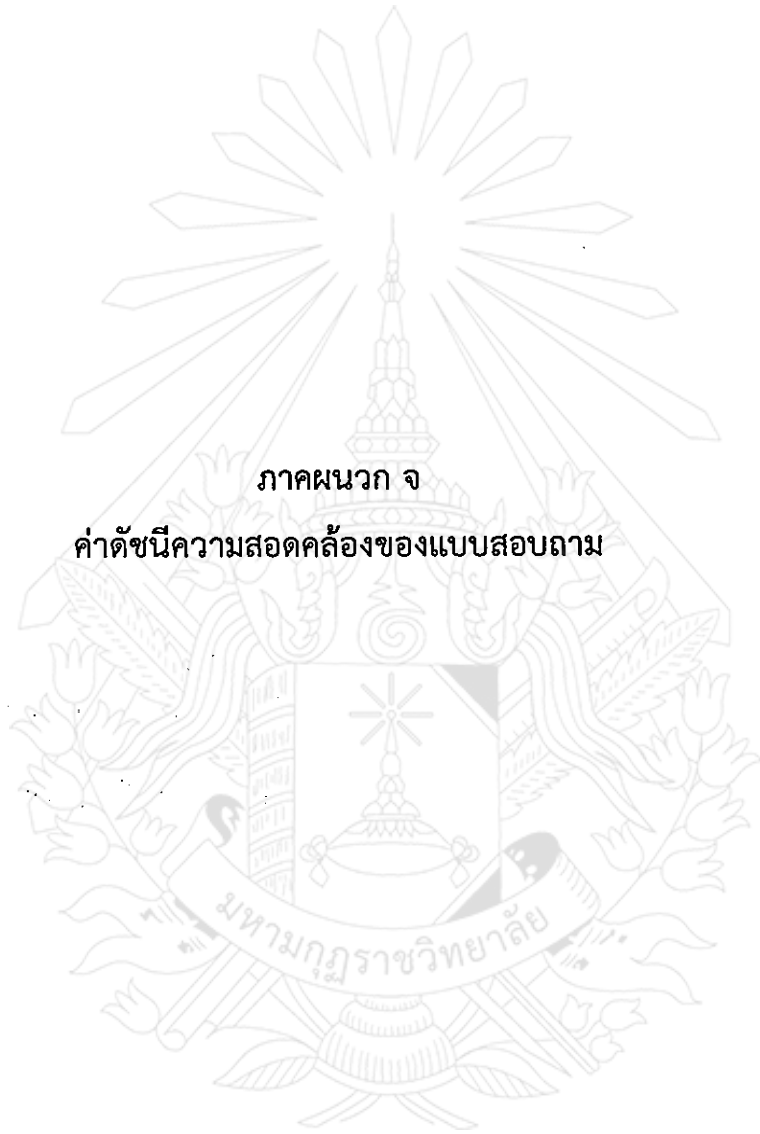 ภาคผนวก จ
ค่าดัชนีความสอดคล้องของแบบสอบถาม
มหามกุฏราชวิทยาลัย